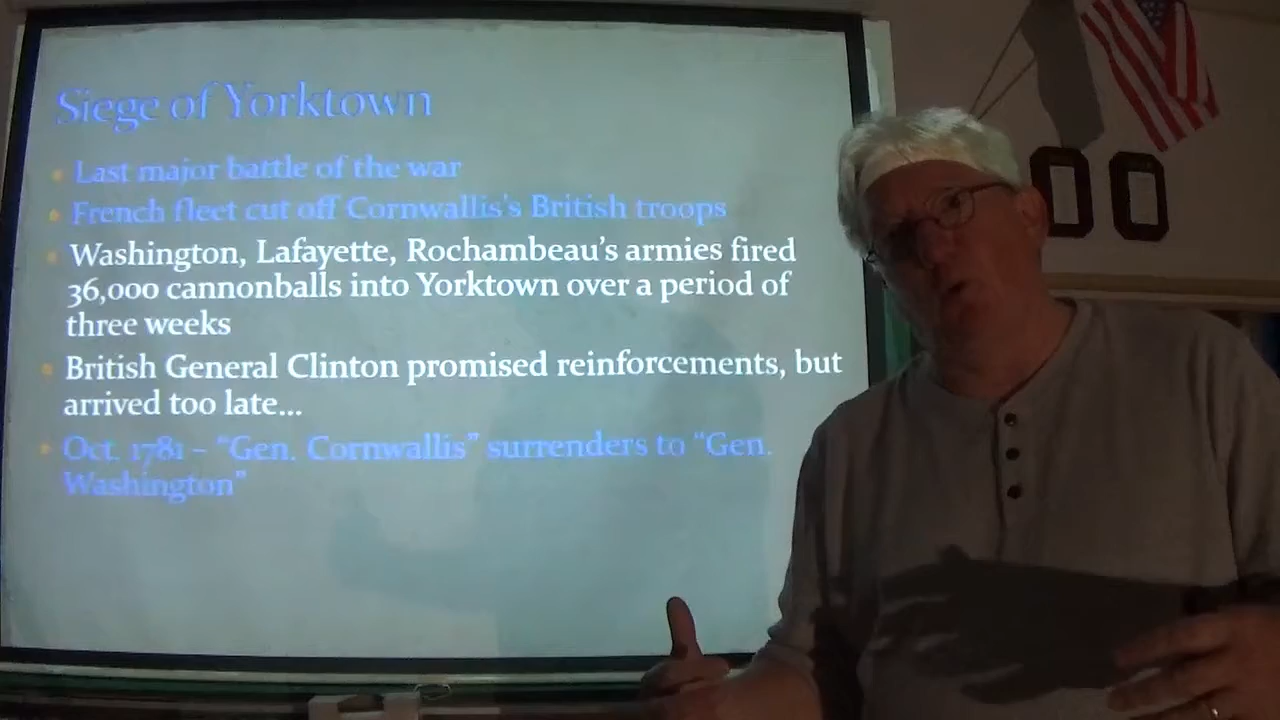 Siege of Yorktown
• Last major battle of the war
• French fleet cut off Cornwallis's British troops
• Washington, Lafayette, Rochambeau's armies fired
36,000 cannonballs into Yorktown over a period of
three weeks
• British General Clinton promised reinforcements, but
arrived too late...
• Oct. 1781 – "Gen. Cornwallis" surrenders to "Gen.
Washington"
00